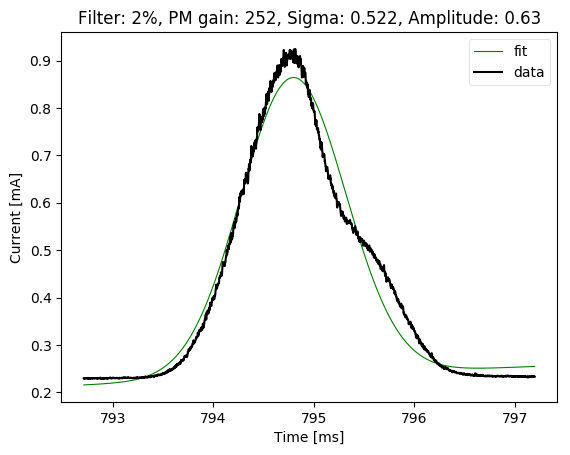 Filter: 2%, PM gain: 252, Sigma: 0.522, Amplitude: 0.63
fit
data
0.9
0.8
0.7
0.6
0.5
0.4
0.3
0.2
Current [mA]
793 794 795 796 797
Time [ms]